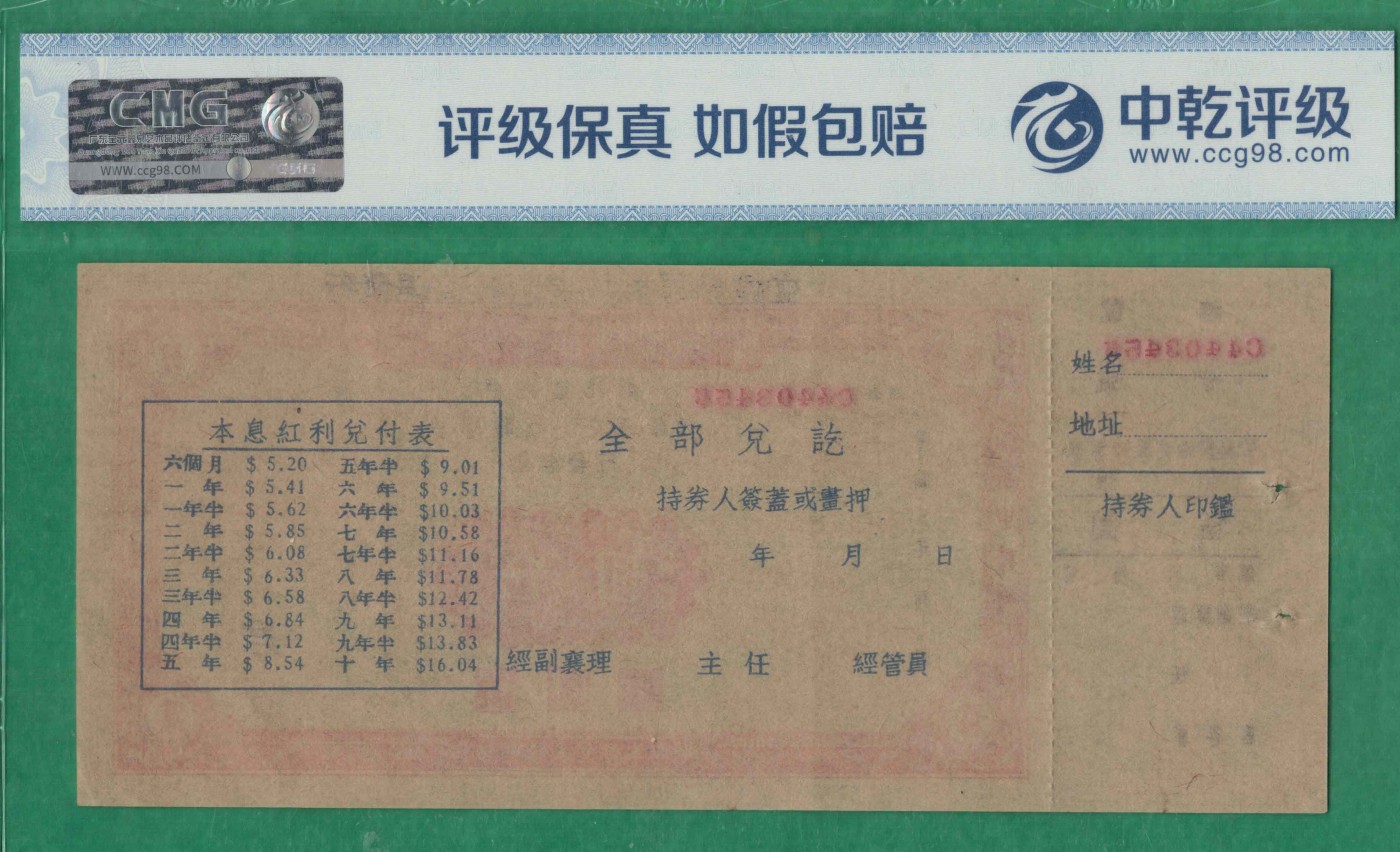 CMG
WWW.ccg98.COM
CMG
评级保真 如假包赔
中乾评级
www.ccg98.com
本息紅利兌付表
六個月 $ 5.20 五年半 $ 9.01
一年 $ 5.41 六年 $ 9.51
一年半 $ 5.62 六年半 $10.03
二年 $ 5.85 七年 $10.58
二年半 $ 6.08 七年半 $11.16
三年 $ 6.33 八年 $11.78
三年半 $ 6.58 八年半 $12.42
四年 $ 6.84 九年 $13.11
四年半 $ 7.12 九年半 $13.83
五年 $ 8.54 十年 $16.04
全部兌訖
持券人簽蓋或畫押
年 月 日
經副襄理 主任 經管員
姓名
地址
持券人印鑑